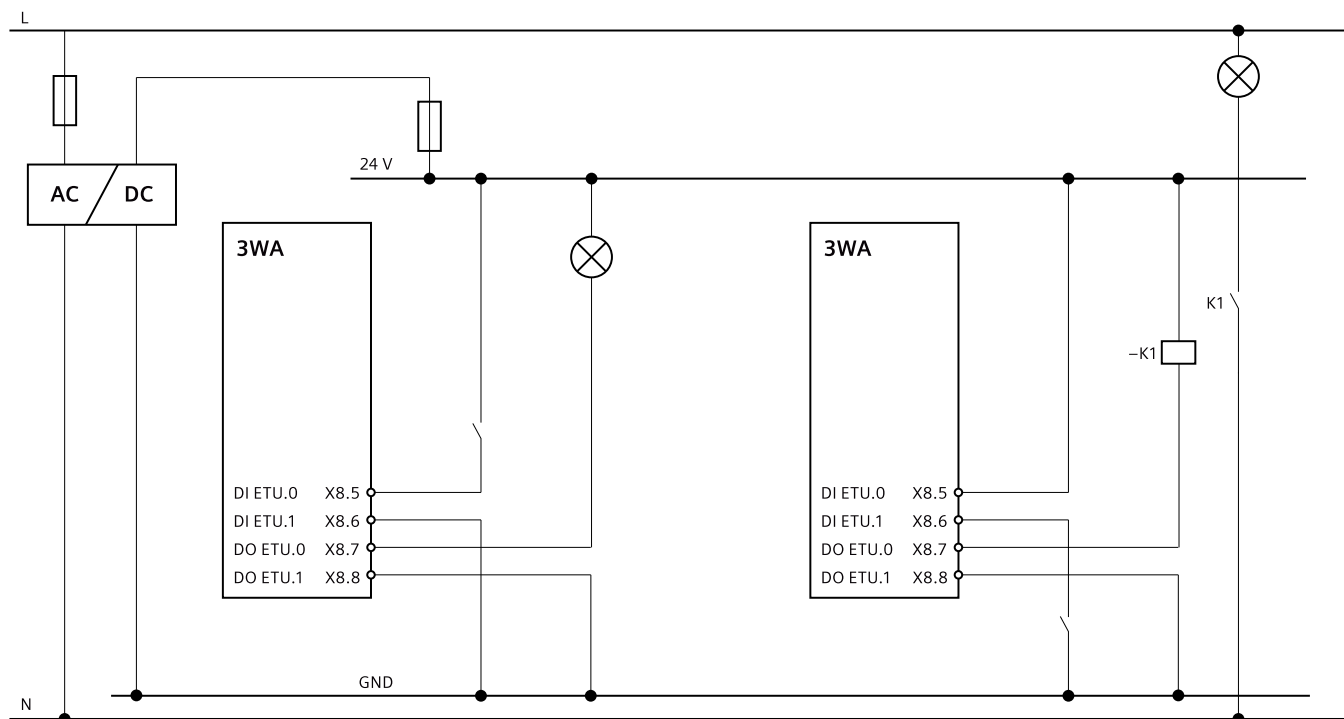 L
24 V
AC
DC
3WA
3WA
K1
–K1
DI ETU.0 X8.5
DI ETU.1 X8.6
DO ETU.0 X8.7
DO ETU.1 X8.8
DI ETU.0 X8.5
DI ETU.1 X8.6
DO ETU.0 X8.7
DO ETU.1 X8.8
GND
N